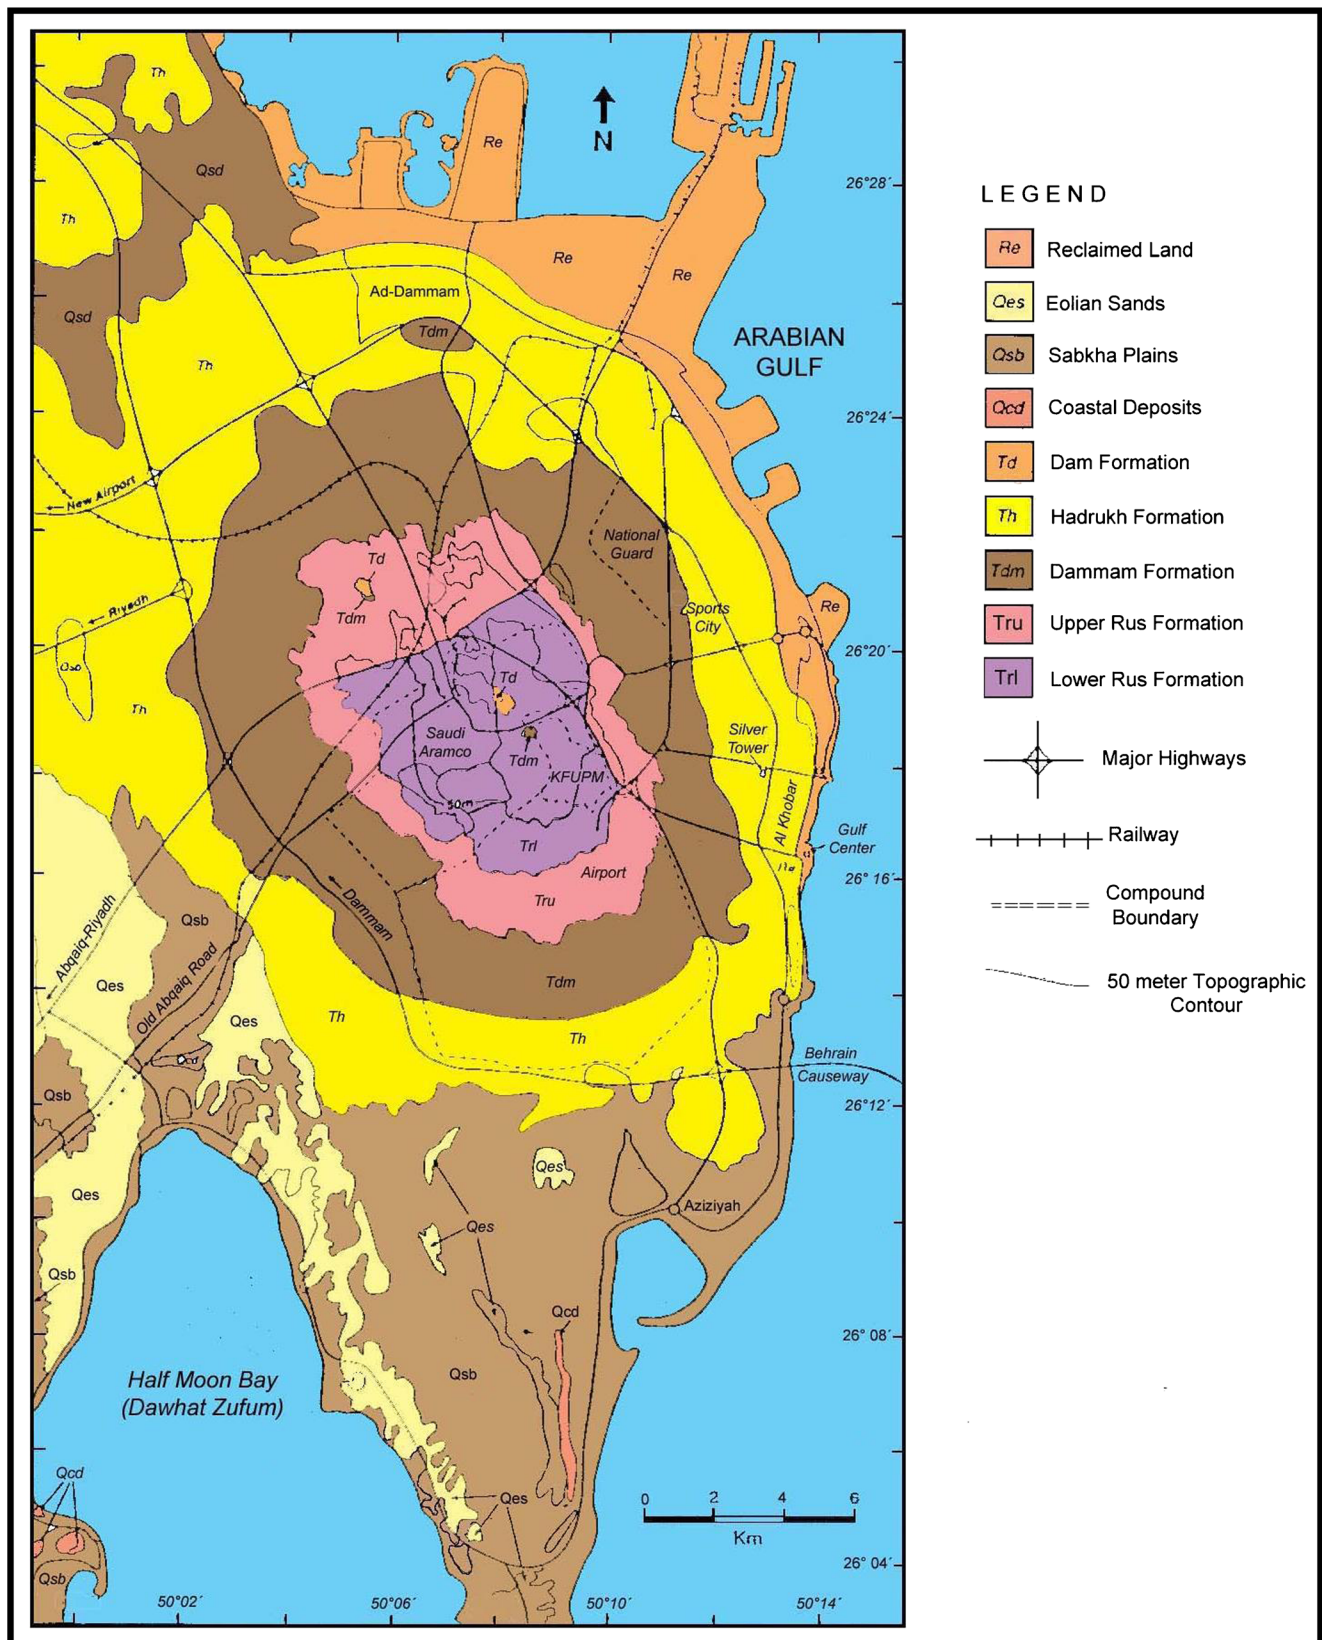 Th
Qsd
Re
N
26°28′
Th
Re
Re
Ad-Dammam
Qsd
Tdm
ARABIAN
GULF
Th
26°24′
New Airport
National
Guard
Td
Tdm
Riyadh
Re
Sports
City
26°20′
Qsb
Td
Th
Saudi
Aramco
Silver
Tower
Tdm
KFUPM
50m
Al Khobar
Gulf
Center
Trl
Airport
26° 16′
Tru
Dammam
Qsb
Abqaiq-Riyadh
Old Abqaiq Road
Qes
Tdm
Qes
Th
Th
Qcd
Behrain
Causeway
Qsb
26°12′
Qes
Qes
Aziziyah
Qes
Qsb
Qcd
26° 08′
Qsb
Half Moon Bay
(Dawhat Zufum)
Qcd
Qes
0 2 4 6
Km
26° 04′
Qsb
50°02′ 50°06′ 50°10′ 50°14′
LEGEND
Re Reclaimed Land
Qes Eolian Sands
Qsb Sabkha Plains
Qcd Coastal Deposits
Td Dam Formation
Th Hadrukh Formation
Tdm Dammam Formation
Tru Upper Rus Formation
Trl Lower Rus Formation
Major Highways
Railway
Compound
Boundary
50 meter Topographic
Contour